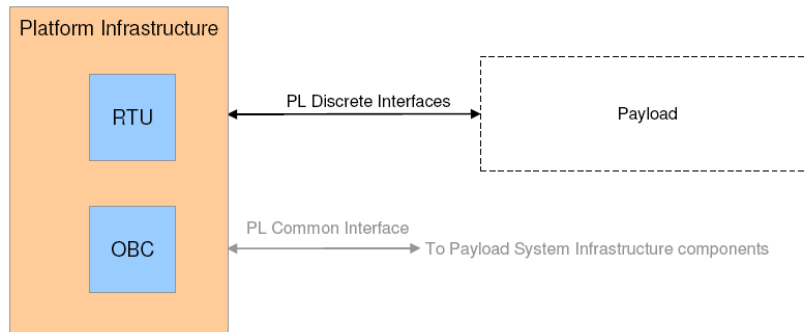 Platform Infrastructure
RTU
PL Discrete Interfaces
Payload
OBC
PL Common Interface
To Payload System Infrastructure components